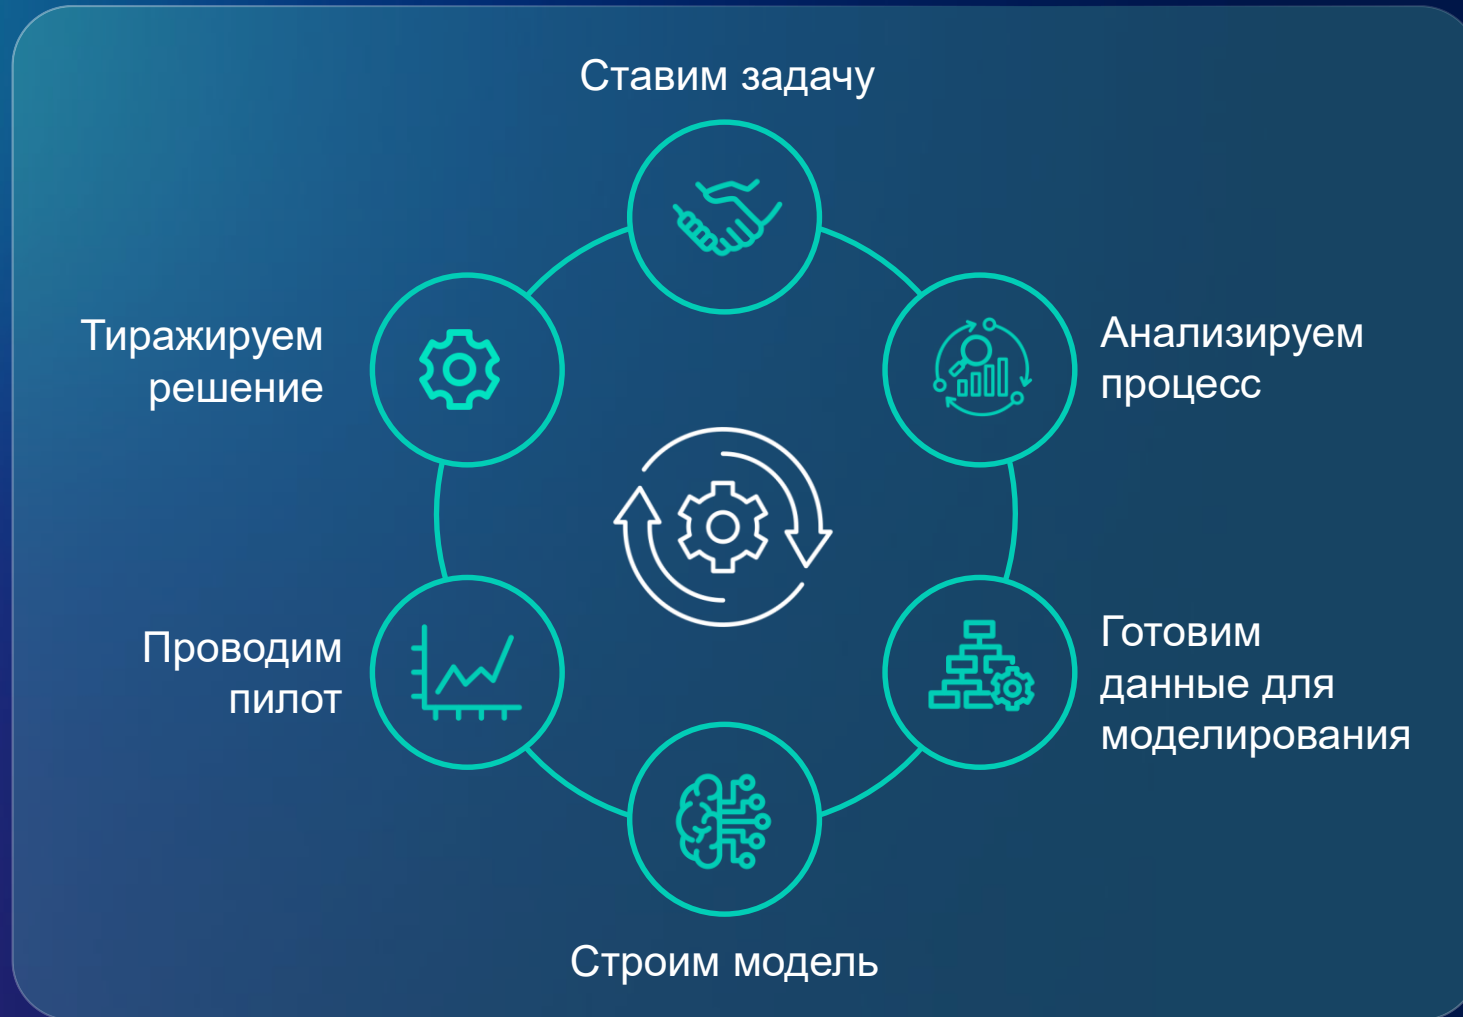 Ставим задачу
Анализируем
процесс
Готовим
данные для
моделирования
Строим модель
Проводим
пилот
Тиражируем
решение